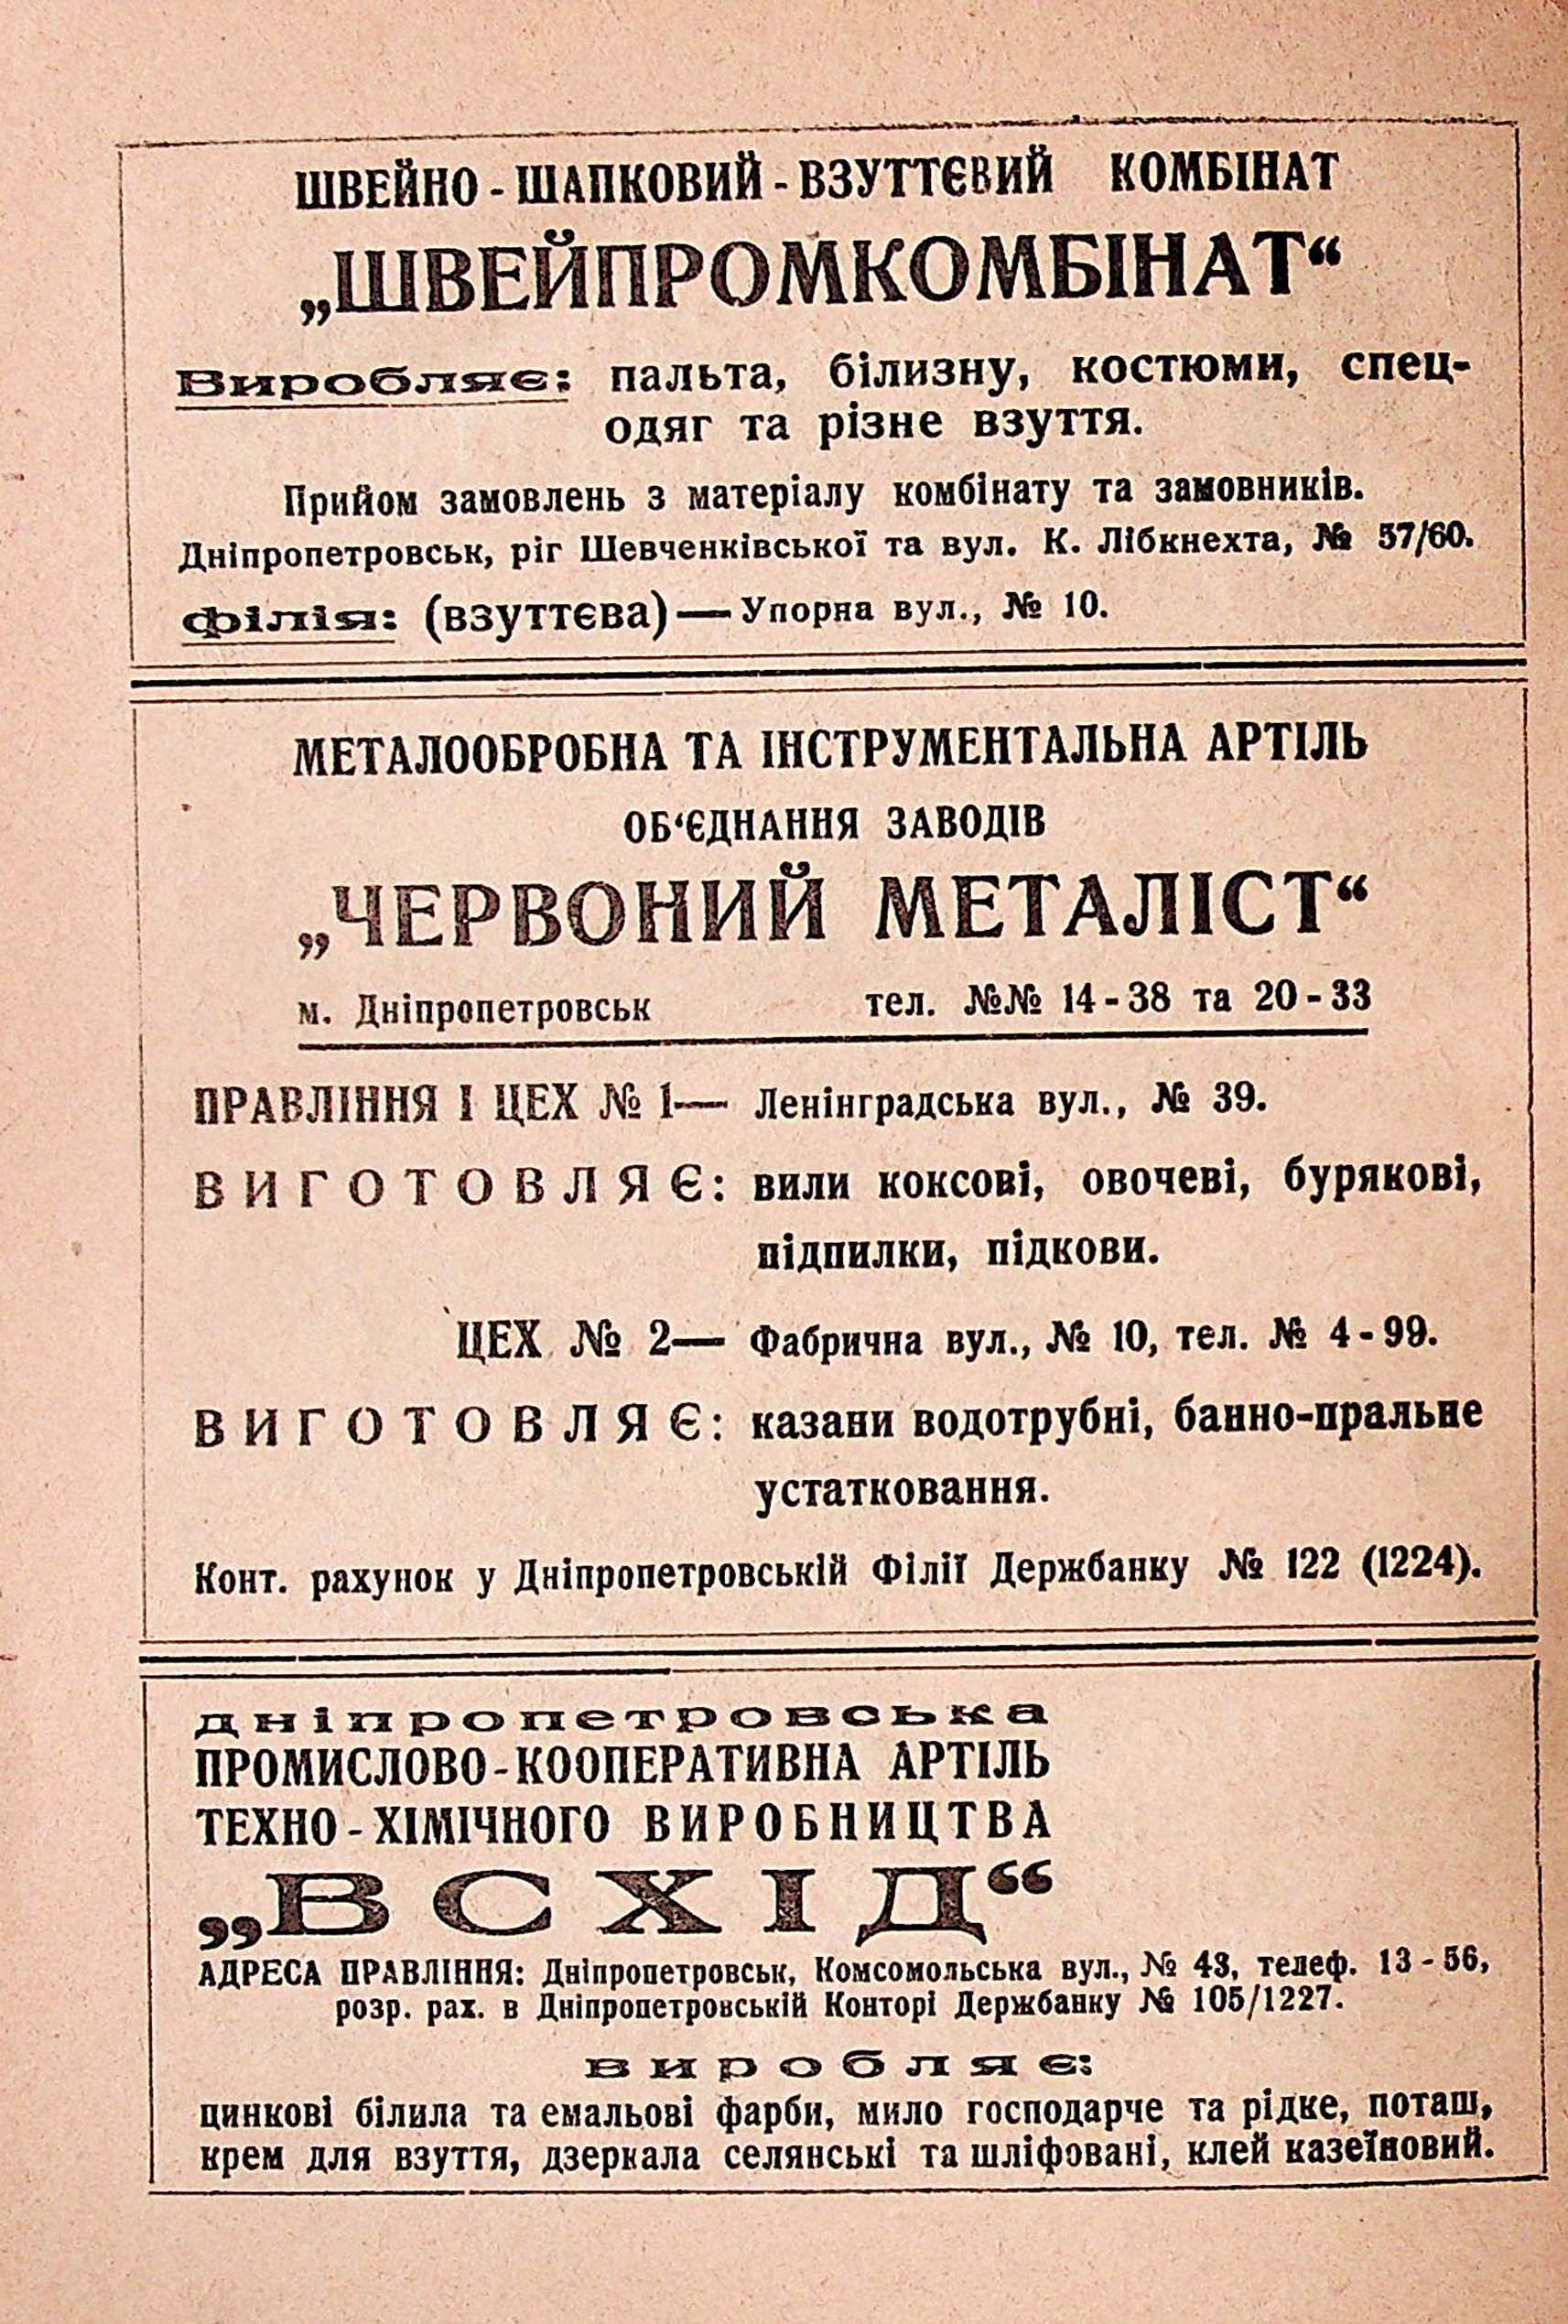 ШВЕЙНО - ШАПКОВИЙ - ВЗУТТЄВИЙ КОМБІНАТ
„ШВЕЙПРОМКОМБІНАТ“
Виробляє: пальта, білизну, костюми, спец-
одяг та різне взуття.
Прийом замовлень з матеріалу комбінату та замовників.
Дніпропетровськ, ріг Шевченківської та вул. К. Лібкнехта, № 57/60.
Філія: (взуттєва) — Упорна вул., № 10.
МЕТАЛООБРОБНА ТА ІНСТРУМЕНТАЛЬНА АРТІЛЬ
ОБ‘ЄДНАННЯ ЗАВОДІВ
„ЧЕРВОНИЙ МЕТАЛІСТ“
м. Дніпропетровськ тел. №№ 14 - 38 та 20 - 33
ПРАВЛІННЯ І ЦЕХ № 1— Ленінградська вул., № 39.
ВИГОТОВЛЯЄ: вили коксові, овочеві, бурякові,
підпилки, підкови.
ЦЕХ № 2— Фабрична вул., № 10, тел. № 4 - 99.
ВИГОТОВЛЯЄ: казани водотрубні, банно-пральне
устатковання.
Конт. рахунок у Дніпропетровській Філії Держбанку № 122 (1224).
Дніпропетровська
ПРОМИСЛОВО - КООПЕРАТИВНА АРТІЛЬ
ТЕХНО - ХІМІЧНОГО ВИРОБНИЦТВА
„ВСХІД“
АДРЕСА ПРАВЛІННЯ: Дніпропетровськ, Комсомольська вул., № 43, телеф. 13 - 56,
розр. рах. в Дніпропетровській Конторі Держбанку № 105/1227.
виробляє:
цинкові білила та емальові фарби, мило господарче та рідке, поташ,
крем для взуття, дзеркала селянські та шліфовані, клей казеїновий.